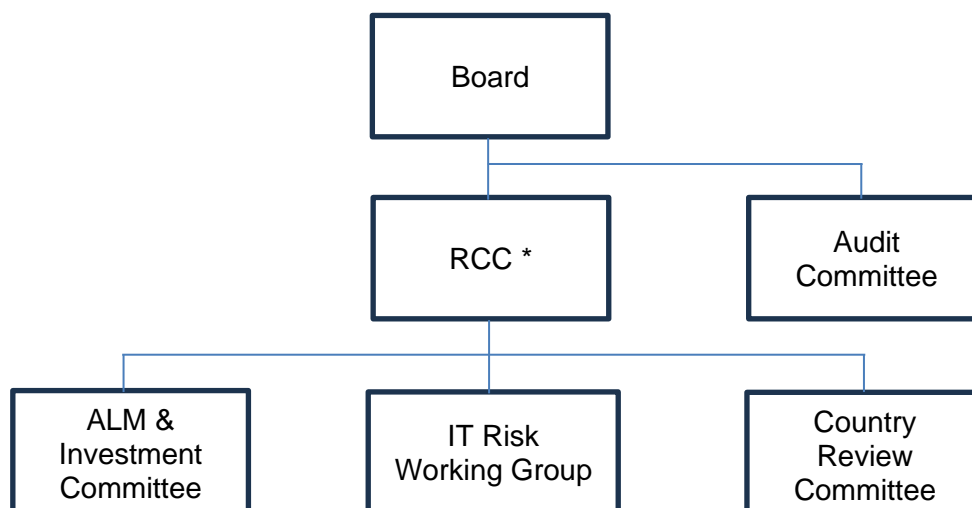 Board
RCC *
Audit
Committee
ALM &
Investment
Committee
IT Risk
Working Group
Country
Review
Committee